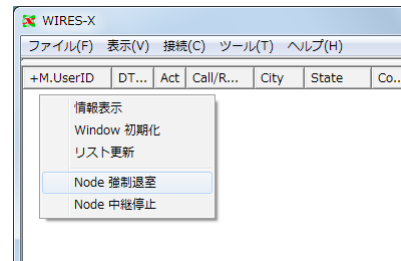 WIRES-X
ファイル(F) 表示(V) 接続(C) ツール(T) ヘルプ(H)
+M.UserID DT... Act Call/R... City State Co...
情報表示
Window 初期化
リスト更新
Node 強制退室
Node 中継停止